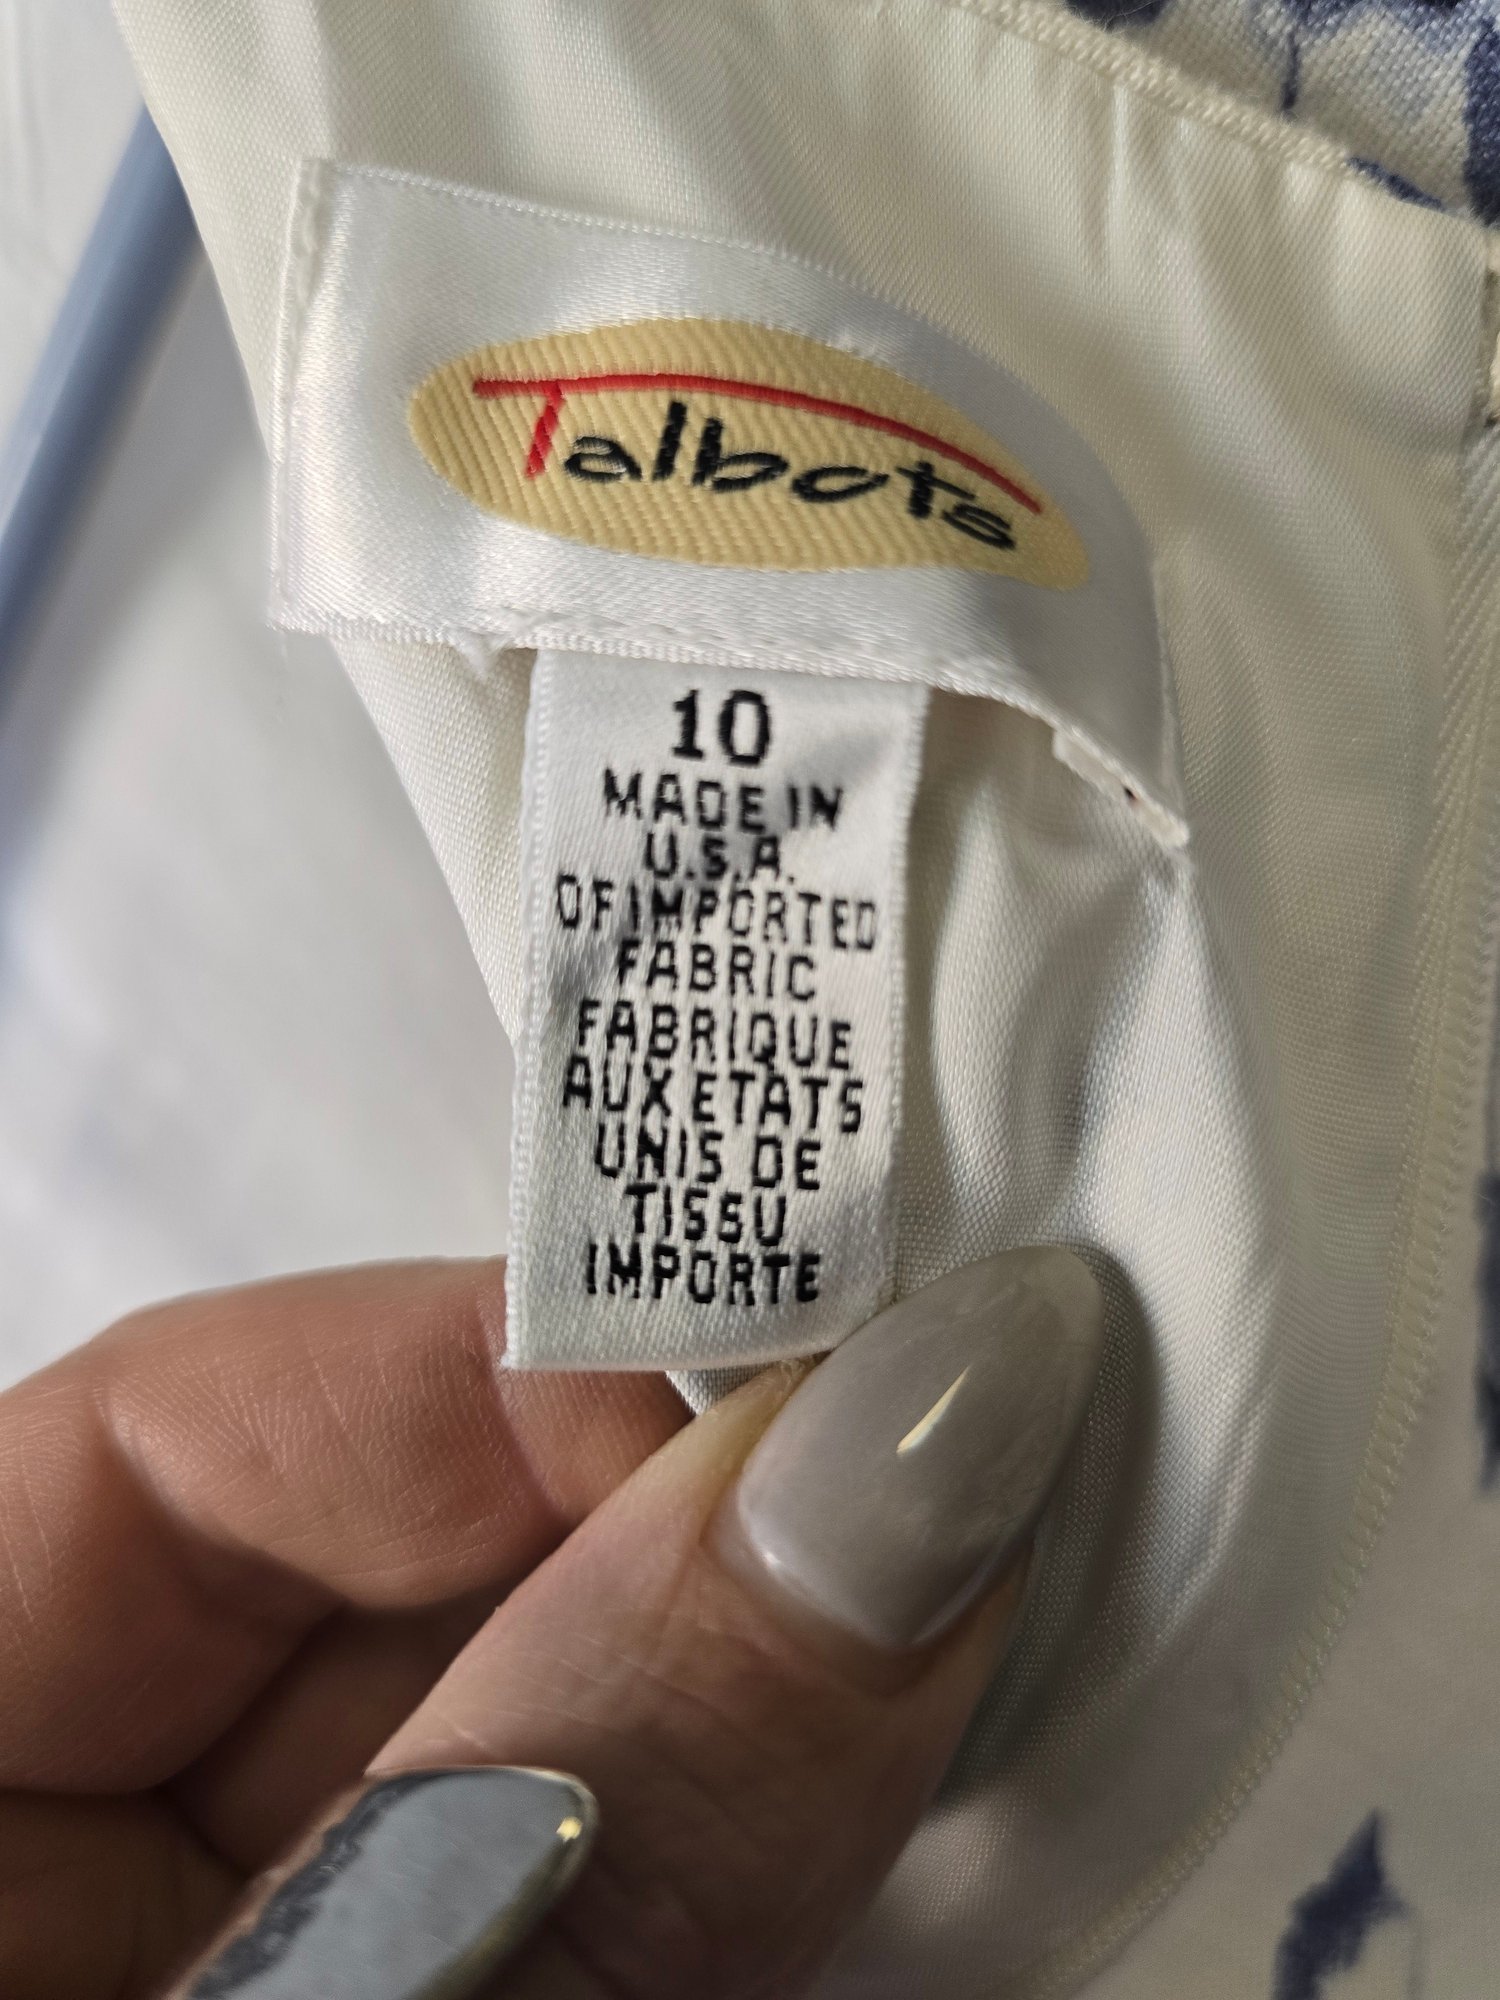 Talbots
10
MADE IN
U.S.A.
OF IMPORTED
FABRIC
FABRIQUE
AUX ETATS
UNIS DE
TISSU
IMPORTE